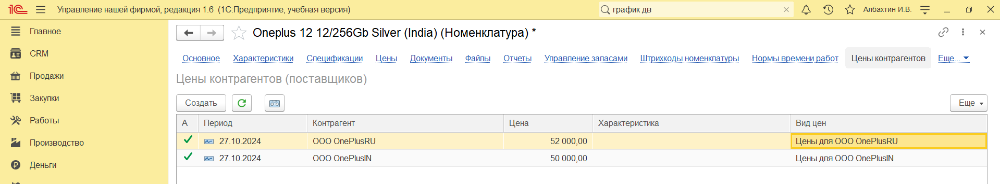 1С Управление нашей фирмой, редакция 1.6 (1С:Предприятие, учебная версия) график дв Албахтин И.В.
Главное
CRM
Продажи
Закупки
Работы
Производство
Деньги
Oneplus 12 12/256Gb Silver (India) (Номенклатура) *
Основное Характеристики Спецификации Цены Документы Файлы Отчеты Управление запасами Штрихкоды номенклатуры Нормы времени работ Цены контрагентов Еще...
Цены контрагентов (поставщиков)
Создать Еще
А Период Контрагент Цена Характеристика Вид цен
27.10.2024 ООО OnePlusRU 52 000,00 Цены для ООО OnePlusRU
27.10.2024 ООО OnePlusIN 50 000,00 Цены для ООО OnePlusIN